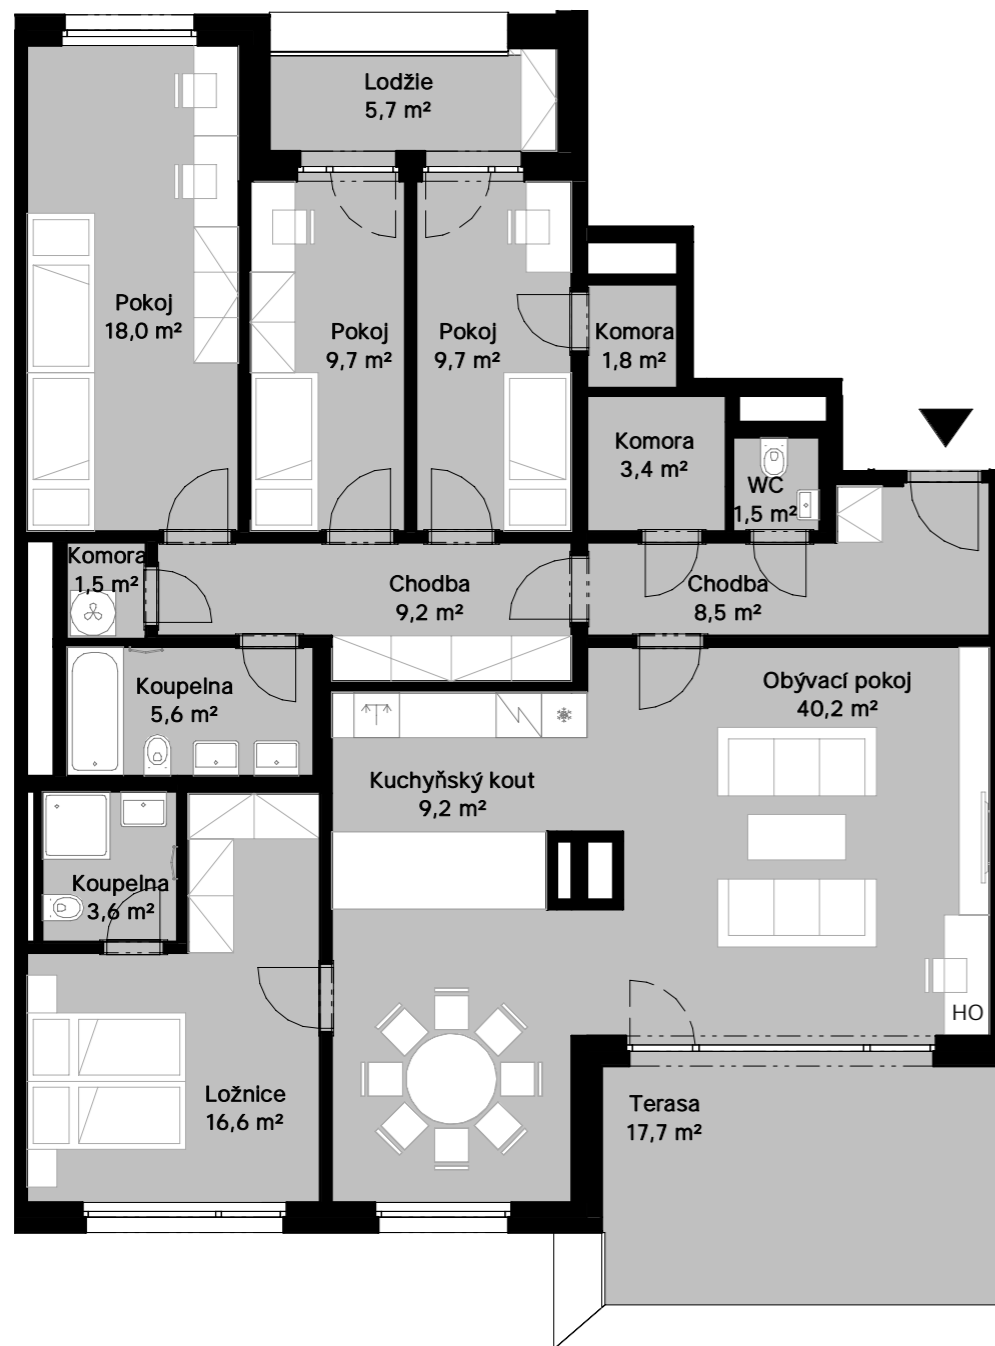 Lodžie
5,7 m²
Pokoj
18,0 m²
Pokoj
9,7 m²
Pokoj
9,7 m²
Komora
1,8 m²
Komora
3,4 m²
WC
1,5 m²
Komora
1,5 m²
Chodba
9,2 m²
Chodba
8,5 m²
Koupelna
5,6 m²
Obývací pokoj
40,2 m²
Kuchyňský kout
9,2 m²
Koupelna
3,6 m²
HO
Ložnice
16,6 m²
Terasa
17,7 m²